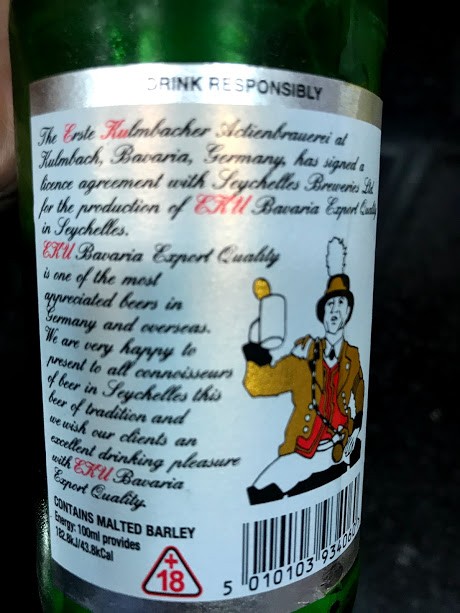 DRINK RESPONSIBLY
The Erste Kulmbacher Actienbrauerei at
Kulmbach, Bavaria, Germany, has signed a
licence agreement with Seychelles Breweries Ltd.
for the production of EKU Bavaria Export Quality
in Seychelles.
EKU Bavaria Export Quality
is one of the most
appreciated beers in
Germany and overseas.
We are very happy to
present to all connoisseurs
of beer in Seychelles this
beer of tradition and
we wish our clients an
excellent drinking pleasure
with EKU Bavaria
Export Quality.
CONTAINS MALTED BARLEY
Energy: 100ml provides
182.8kJ/43.8kCal
+
18
5 010103 9340